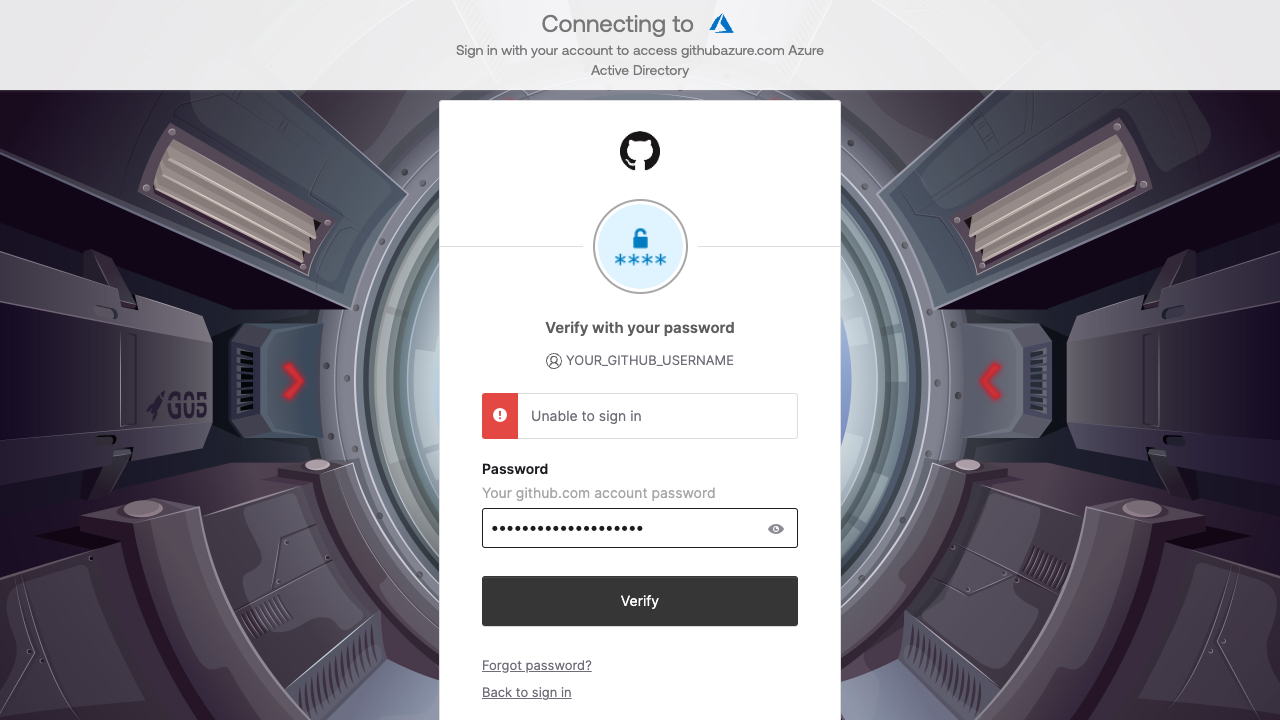 Connecting to
Sign in with your account to access githubazure.com Azure
Active Directory
****
Verify with your password
YOUR_GITHUB_USERNAME
Unable to sign in
Password
Your github.com account password
••••••••••••••••••••
Verify
Forgot password?
Back to sign in
G05